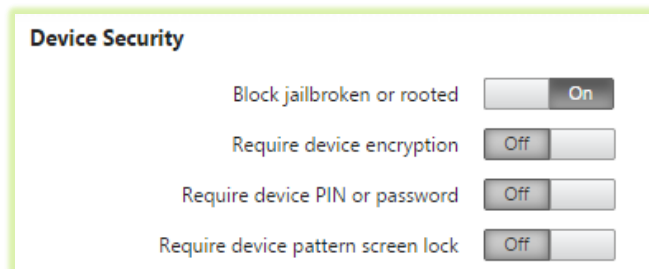 Device Security
Block jailbroken or rooted On
Require device encryption Off
Require device PIN or password Off
Require device pattern screen lock Off